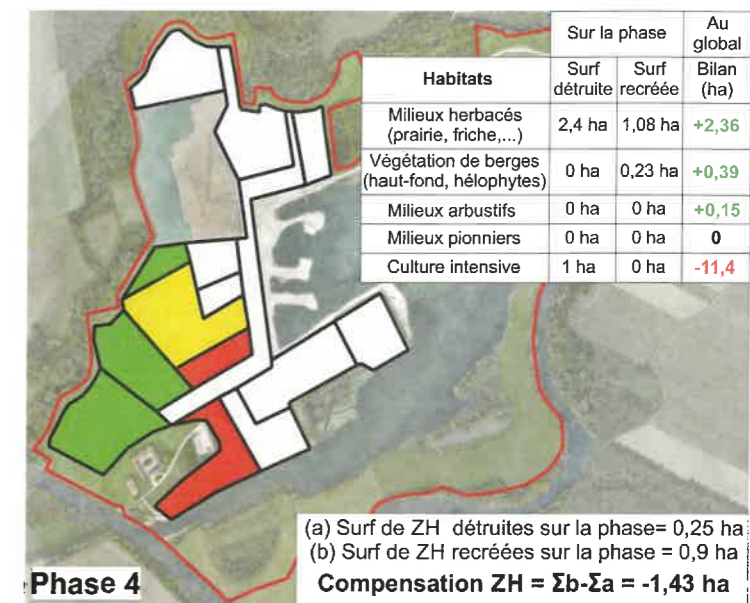 Sur la phase
Au global
Habitats
Surf détruite
Surf recréée
Bilan (ha)
Milieux herbacés (prairie, friche,...)
2,4 ha
1,08 ha
+2,36
Végétation de berges (haut-fond, hélophytes)
0 ha
0,23 ha
+0,39
Milieux arbustifs
0 ha
0 ha
+0,15
Milieux pionniers
0 ha
0 ha
0
Culture intensive
1 ha
0 ha
-11,4
(a) Surf de ZH détruites sur la phase= 0,25 ha
(b) Surf de ZH recréées sur la phase = 0,9 ha
Phase 4
Compensation ZH = Σb-Σa = -1,43 ha